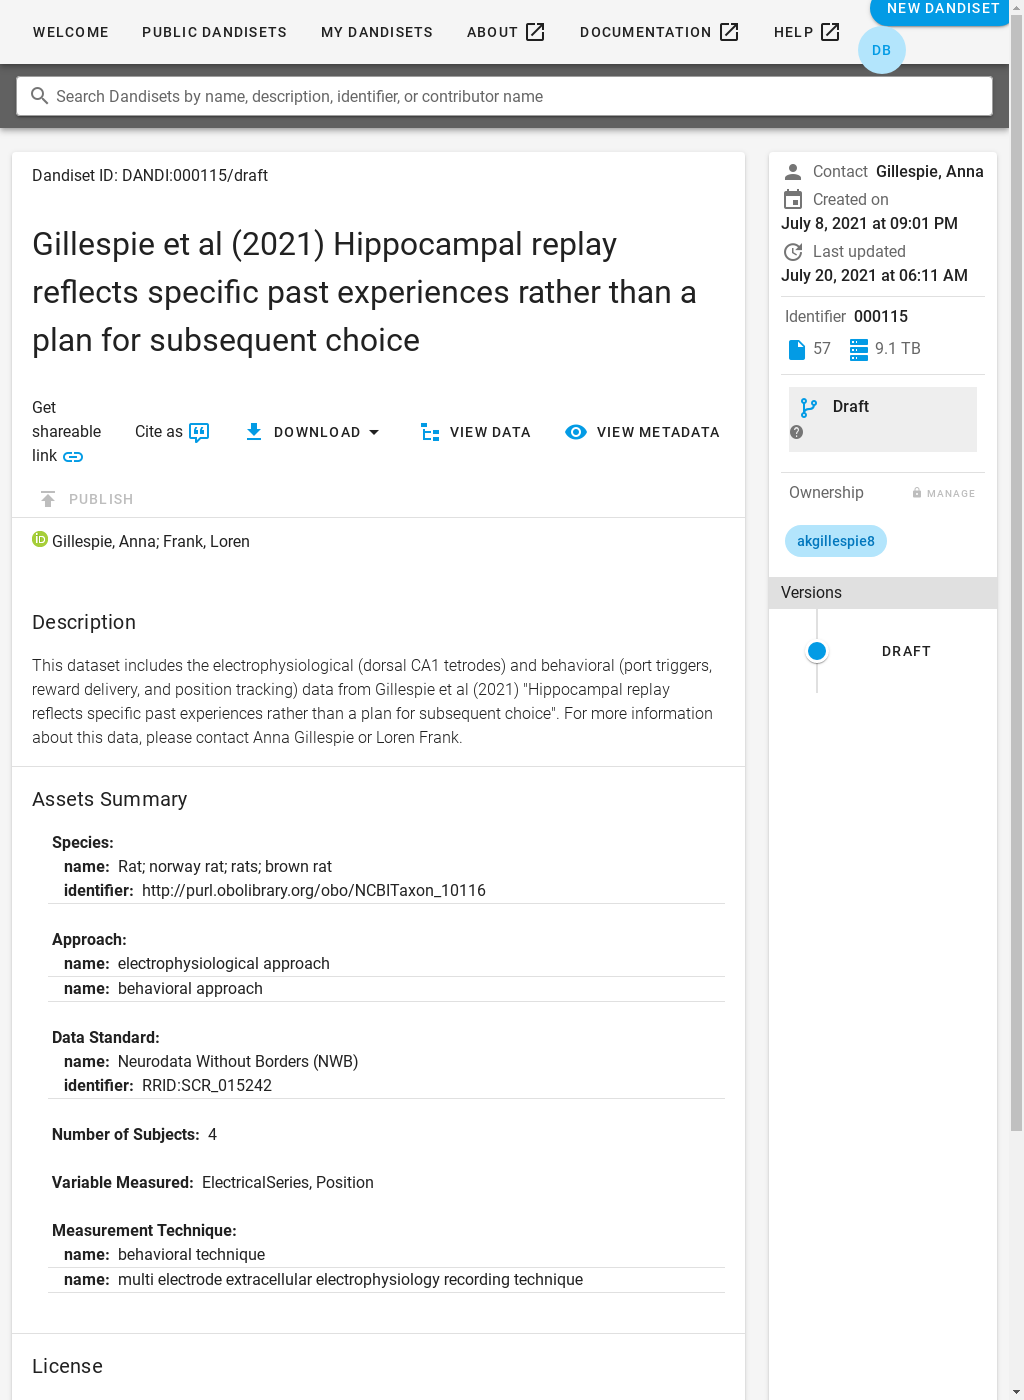 NEW DANDISET
WELCOME
PUBLIC DANDISETS
MY DANDISETS
ABOUT
DOCUMENTATION
HELP
DB
Search Dandisets by name, description, identifier, or contributor name
Dandiset ID: DANDI:000115/draft
Gillespie et al (2021) Hippocampal replay
reflects specific past experiences rather than a
plan for subsequent choice
Get
shareable
link
Cite as
DOWNLOAD
VIEW DATA
VIEW METADATA
PUBLISH
iD Gillespie, Anna; Frank, Loren
Description
This dataset includes the electrophysiological (dorsal CA1 tetrodes) and behavioral (port triggers,
reward delivery, and position tracking) data from Gillespie et al (2021) "Hippocampal replay
reflects specific past experiences rather than a plan for subsequent choice". For more information
about this data, please contact Anna Gillespie or Loren Frank.
Assets Summary
Species:
name: Rat; norway rat; rats; brown rat
identifier: http://purl.obolibrary.org/obo/NCBITaxon_10116
Approach:
name: electrophysiological approach
name: behavioral approach
Data Standard:
name: Neurodata Without Borders (NWB)
identifier: RRID:SCR_015242
Number of Subjects: 4
Variable Measured: ElectricalSeries, Position
Measurement Technique:
name: behavioral technique
name: multi electrode extracellular electrophysiology recording technique
License
Contact Gillespie, Anna
Created on
July 8, 2021 at 09:01 PM
Last updated
July 20, 2021 at 06:11 AM
Identifier 000115
57 9.1 TB
Draft
?
Ownership
MANAGE
akgillespie8
Versions
DRAFT